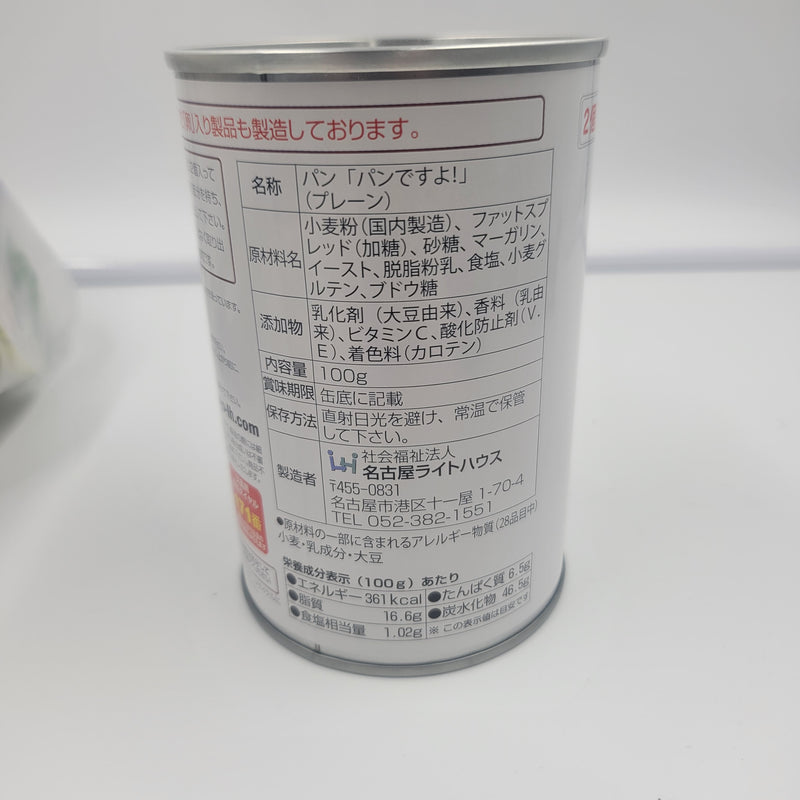 入り製品も製造しております。
2個
名称
パン「パンですよ!」
(プレーン)
原材料名
小麦粉(国内製造)、ファットスプ
レッド(加糖)、砂糖、マーガリン、
イースト、脱脂粉乳、食塩、小麦グ
ルテン、ブドウ糖
添加物
乳化剤(大豆由来)、香料(乳由
来)、ビタミンC、酸化防止剤(V.
E)、着色料(カロテン)
内容量
100g
賞味期限
缶底に記載
保存方法
直射日光を避け、常温で保管
して下さい。
製造者
社会福祉法人
名古屋ライトハウス
〒455-0831
名古屋市港区十一屋 1-70-4
TEL 052-382-1551
●原材料の一部に含まれるアレルギー物質(28品目中)
小麦・乳成分・大豆
栄養成分表示(100g)あたり
●エネルギー 361kcal
●たんぱく質 6.5g
●脂質 16.6g
●炭水化物 46.5g
●食塩相当量 1.02g
※この表示値は目安です
.com